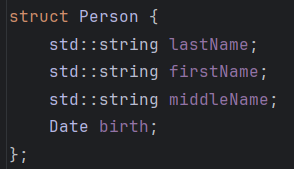 struct Person {
    std::string lastName;
    std::string firstName;
    std::string middleName;
    Date birth;
};